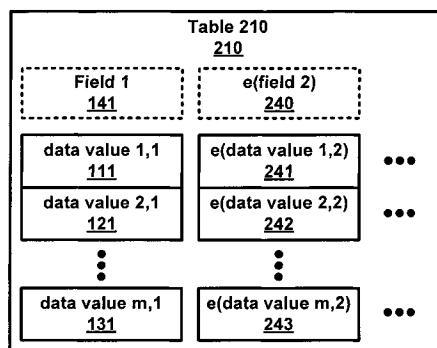 Table 210
210
Field 1 e(field 2)
141 240
data value 1,1 e(data value 1,2)
111 241
data value 2,1 e(data value 2,2)
121 242
data value m,1 e(data value m,2)
131 243